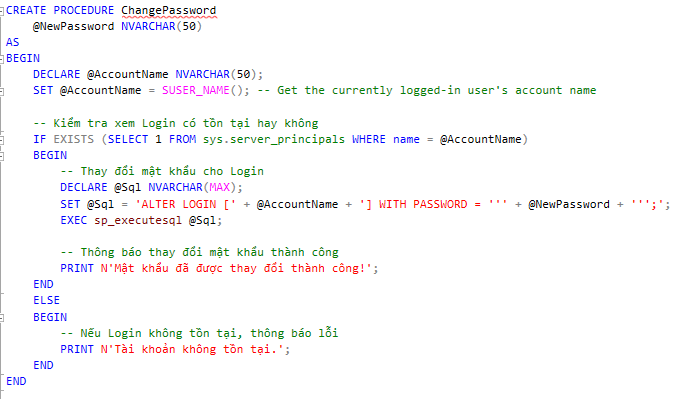 CREATE PROCEDURE ChangePassword
    @NewPassword NVARCHAR(50)
AS
BEGIN
    DECLARE @AccountName NVARCHAR(50);
    SET @AccountName = SUSER_NAME(); -- Get the currently logged-in user's account name

    -- Kiểm tra xem Login có tồn tại hay không
    IF EXISTS (SELECT 1 FROM sys.server_principals WHERE name = @AccountName)
    BEGIN
        -- Thay đổi mật khẩu cho Login
        DECLARE @Sql NVARCHAR(MAX);
        SET @Sql = 'ALTER LOGIN [' + @AccountName + '] WITH PASSWORD = ''' + @NewPassword + ''';';
        EXEC sp_executesql @Sql;

        -- Thông báo thay đổi mật khẩu thành công
        PRINT N'Mật khẩu đã được thay đổi thành công!';
    END
    ELSE
    BEGIN
        -- Nếu Login không tồn tại, thông báo lỗi
        PRINT N'Tài khoản không tồn tại.';
    END
END